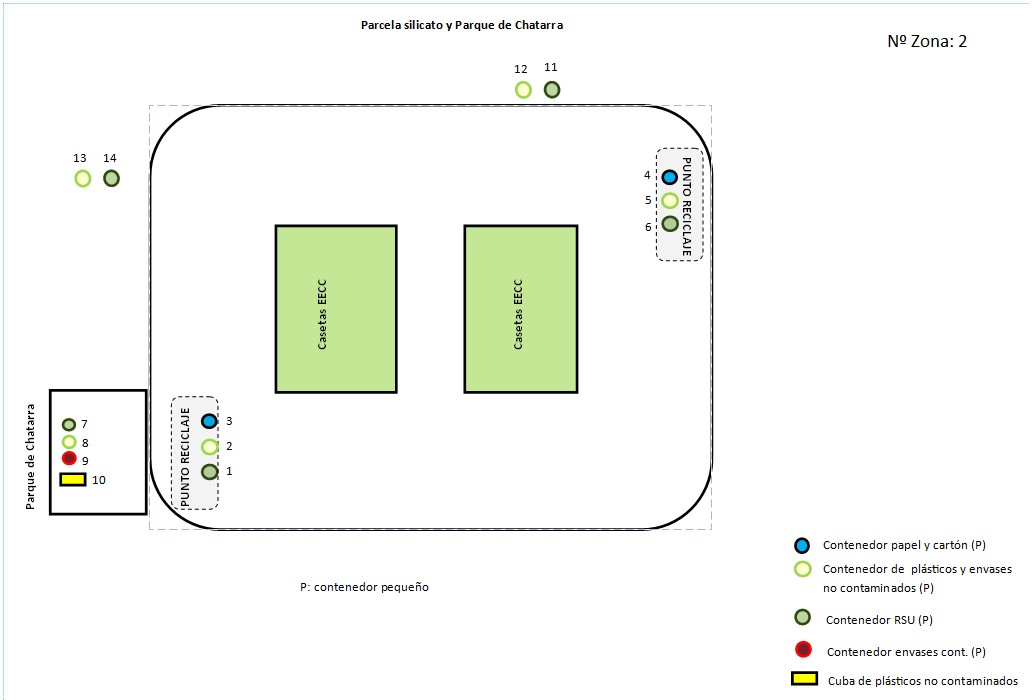 Parcela silicato y Parque de Chatarra
Nº Zona: 2
12
11
13
14
4
5
6
PUNTO RECICLAJE
Casetas EECC
Casetas EECC
Parque de Chatarra
7
8
9
10
PUNTO RECICLAJE
3
2
1
P: contenedor pequeño
Contenedor papel y cartón (P)
Contenedor de plásticos y envases
no contaminados (P)
Contenedor RSU (P)
Contenedor envases cont. (P)
Cuba de plásticos no contaminados